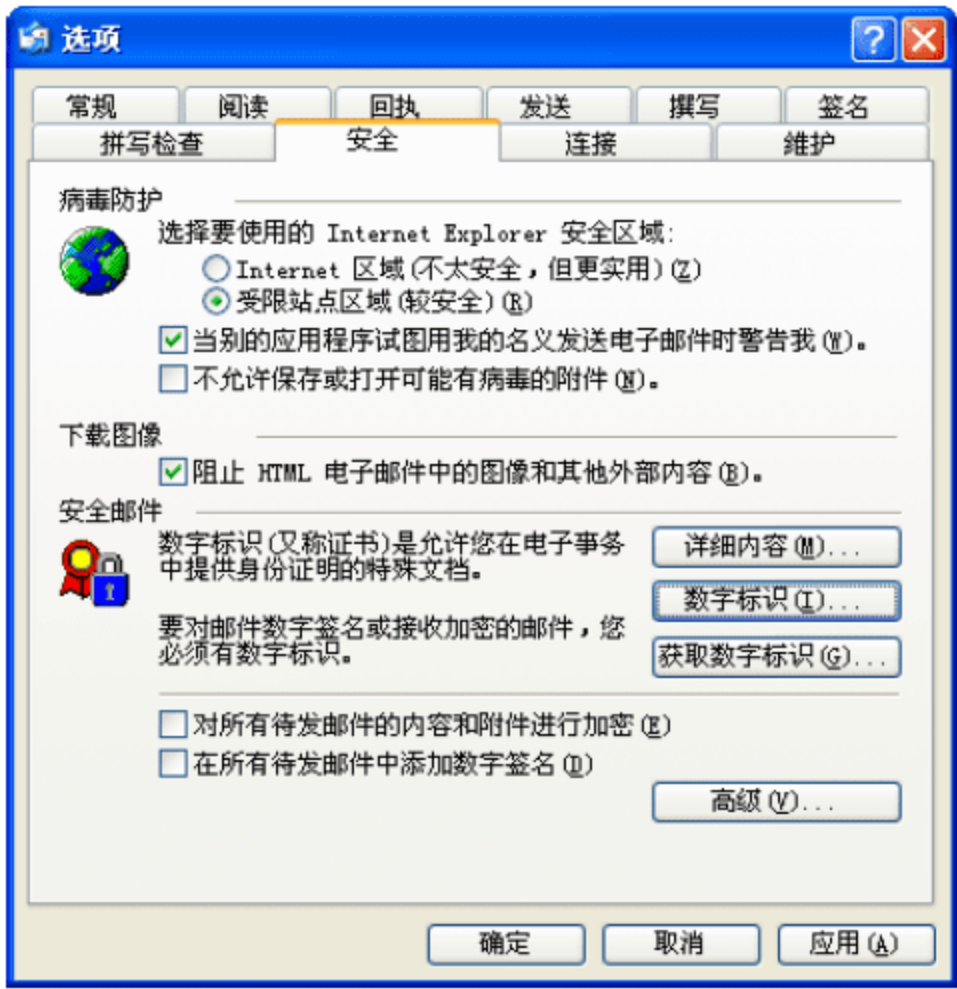 选项
常规 阅读 回执 发送 撰写 签名
拼写检查 安全 连接 维护
病毒防护
选择要使用的 Internet Explorer 安全区域:
Internet 区域(不太安全，但更实用)(Z)
受限站点区域(较安全)(R)
当别的应用程序试图用我的名义发送电子邮件时警告我(W)。
不允许保存或打开可能有病毒的附件(N)。
下载图像
阻止 HTML 电子邮件中的图像和其他外部内容(B)。
安全邮件
数字标识(又称证书)是允许您在电子事务
中提供身份证明的特殊文档。
详细内容(M)...
数字标识(I)...
要对邮件数字签名或接收加密的邮件，您
必须有数字标识。
获取数字标识(G)...
对所有待发邮件的内容和附件进行加密(E)
在所有待发邮件中添加数字签名(D)
高级(V)...
确定 取消 应用(A)